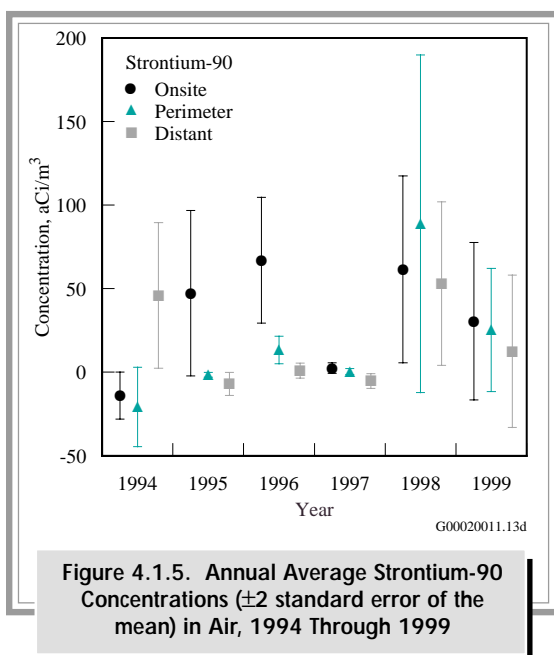 200
150
100
50
0
-50
Concentration, aCi/m³
Strontium-90
Onsite
Perimeter
Distant
1994 1995 1996 1997 1998 1999
Year
G00020011.13d
Figure 4.1.5. Annual Average Strontium-90
Concentrations (±2 standard error of the
mean) in Air, 1994 Through 1999